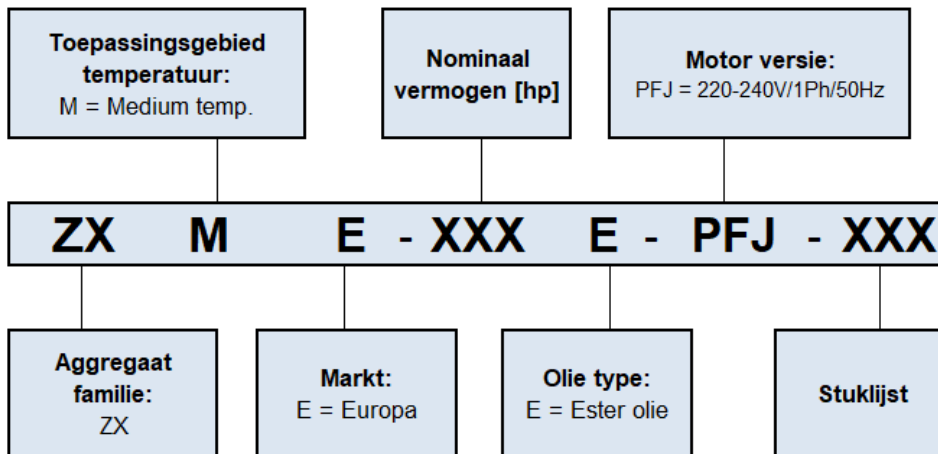 Toepassingsgebied
temperatuur:
M = Medium temp.
Nominaal
vermogen [hp]
Motor versie:
PFJ = 220-240V/1Ph/50Hz
ZX M E - XXX E - PFJ - XXX
Aggregaat
familie:
ZX
Markt:
E = Europa
Olie type:
E = Ester olie
Stuklijst